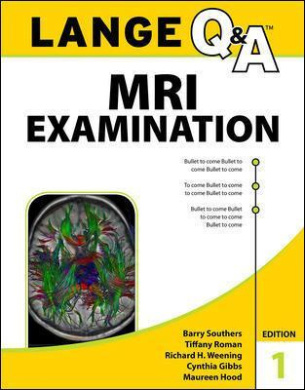 LANGE Q&A™
MRI
EXAMINATION
Bullet to come Bullet to
come Bullet to come
To come Bullet to come
to come Bullet to come
Bullet to come Bullet
to come to come
Bullet to come
Barry Southers
Tiffany Roman
Richard H. Weening
Cynthia Gibbs
Maureen Hood
EDITION
1